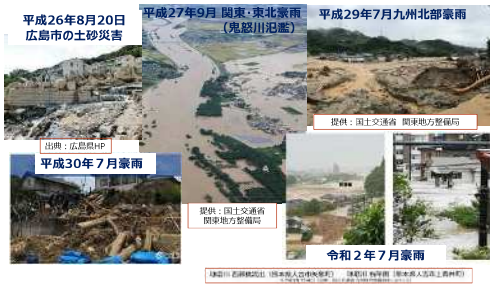 平成26年8月20日
広島市の土砂災害
平成27年9月 関東・東北豪雨
（鬼怒川氾濫）
平成29年7月九州北部豪雨
提供：国土交通省 関東地方整備局
出典：広島県HP
平成30年７月豪雨
提供：国土交通省
関東地方整備局
令和２年７月豪雨